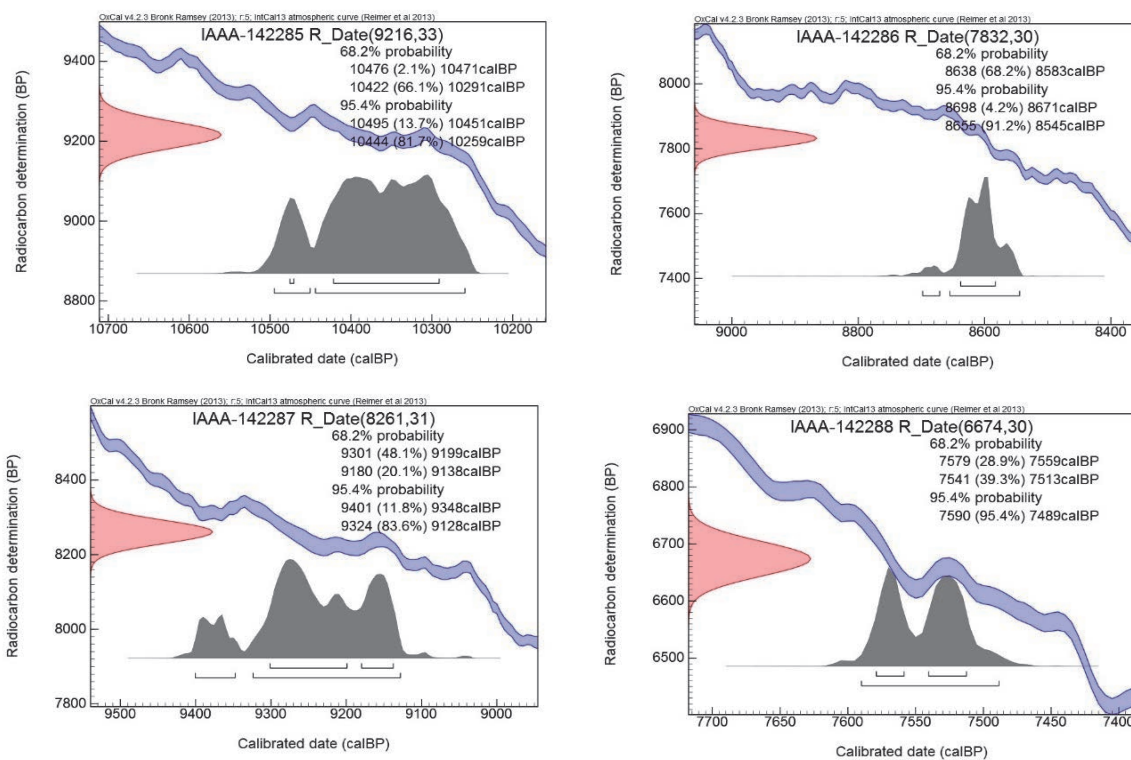 OxCal v4.2.3 Bronk Ramsey (2013); r:5; IntCal13 atmospheric curve (Reimer et al 2013)
IAAA-142285 R_Date(9216,33)
68.2% probability
10476 (2.1%) 10471calBP
10422 (66.1%) 10291calBP
95.4% probability
10495 (13.7%) 10451calBP
10444 (81.7%) 10259calBP
Radiocarbon determination (BP)
9400
9200
9000
8800
10700 10600 10500 10400 10300 10200
Calibrated date (calBP)
OxCal v4.2.3 Bronk Ramsey (2013); r:5; IntCal13 atmospheric curve (Reimer et al 2013)
IAAA-142286 R_Date(7832,30)
68.2% probability
8638 (68.2%) 8583calBP
95.4% probability
8698 (4.2%) 8671calBP
8655 (91.2%) 8545calBP
Radiocarbon determination (BP)
8000
7800
7600
7400
9000 8800 8600 8400
Calibrated date (calBP)
OxCal v4.2.3 Bronk Ramsey (2013); r:5; IntCal13 atmospheric curve (Reimer et al 2013)
IAAA-142287 R_Date(8261,31)
68.2% probability
9301 (48.1%) 9199calBP
9180 (20.1%) 9138calBP
95.4% probability
9401 (11.8%) 9348calBP
9324 (83.6%) 9128calBP
Radiocarbon determination (BP)
8400
8200
8000
7800
9500 9400 9300 9200 9100 9000
Calibrated date (calBP)
OxCal v4.2.3 Bronk Ramsey (2013); r:5; IntCal13 atmospheric curve (Reimer et al 2013)
IAAA-142288 R_Date(6674,30)
68.2% probability
7579 (28.9%) 7559calBP
7541 (39.3%) 7513calBP
95.4% probability
7590 (95.4%) 7489calBP
Radiocarbon determination (BP)
6900
6800
6700
6600
6500
7700 7650 7600 7550 7500 7450 7400
Calibrated date (calBP)